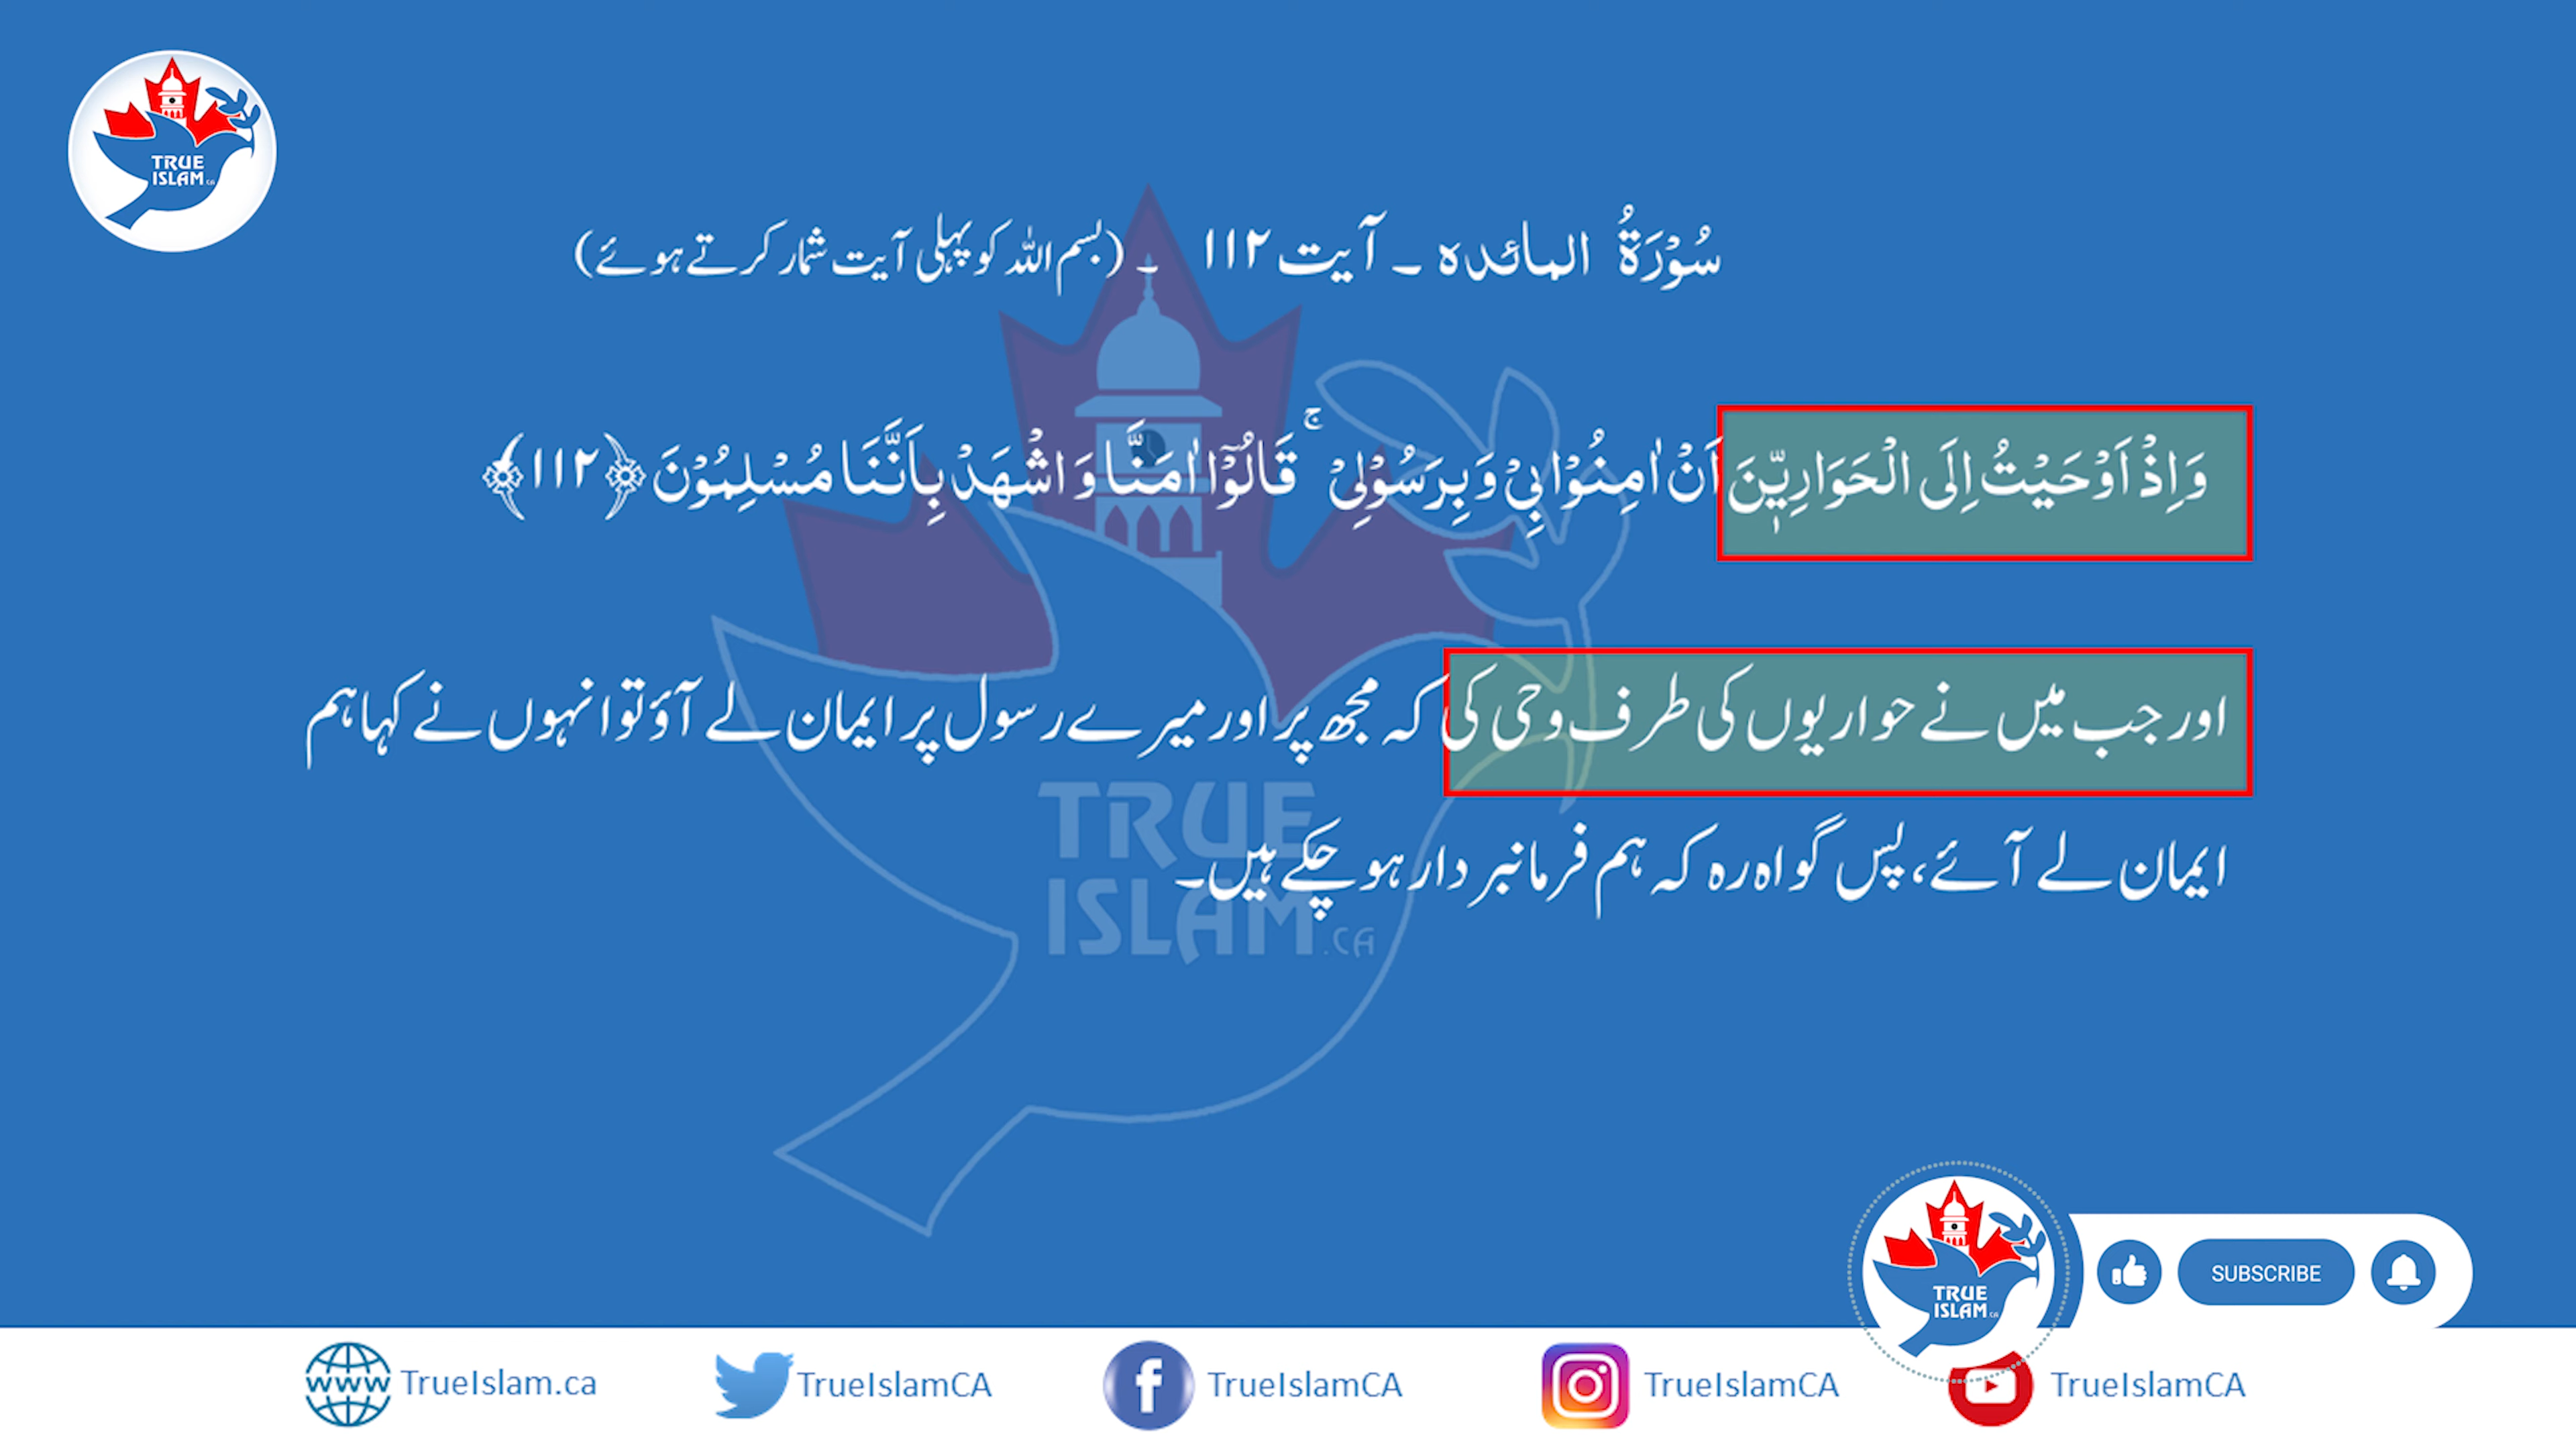 TRUE
ISLAM.CA
سُوْرَةُ المائدہ ۔ آیت ۱۱۲ ۔ (بسم اللہ کو پہلی آیت شمار کرتے ہوئے)
وَاِذْ اَوْحَيْتُ اِلَى الْحَوَارِيّٖنَ اَنْ اٰمِنُوْا بِيْ وَبِرَسُوْلِيْ ۚ قَالُوْٓا اٰمَنَّا وَاشْهَدْ بِاَنَّنَا مُسْلِمُوْنَ ﴿۱۱۲﴾
اور جب میں نے حواریوں کی طرف وحی کی کہ مجھ پر اور میرے رسول پر ایمان لے آؤ تو انہوں نے کہا ہم
ایمان لے آئے، پس گواہ رہ کہ ہم فرمانبردار ہو چکے ہیں۔
TRUE
ISLAM.CA
TRUE
ISLAM.CA
SUBSCRIBE
www TrueIslam.ca TrueIslamCA TrueIslamCA TrueIslamCA TrueIslamCA